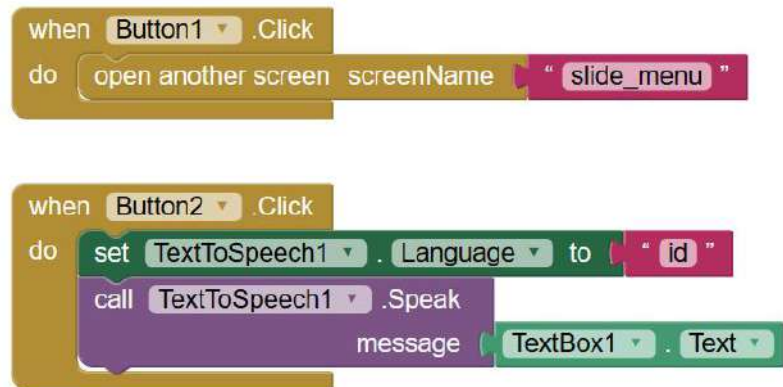 when Button1 .Click
do open another screen screenName " slide_menu "
when Button2 .Click
do set TextToSpeech1 . Language to " id "
call TextToSpeech1 .Speak
message TextBox1 . Text